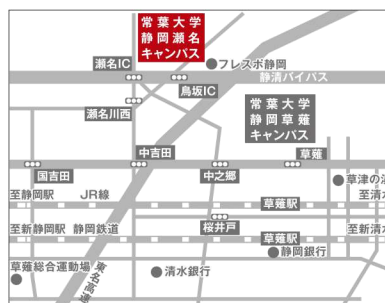 常葉大学
静岡瀬名
キャンパス
瀬名IC
フレスポ静岡
静清バイパス
鳥坂IC
瀬名川西
常葉大学
静岡草薙
キャンパス
中吉田
草薙
国吉田
中之郷
草津の湯
至静岡駅 JR線
草薙駅
至清水
桜井戸
至新静岡駅 静岡鉄道
草薙駅
至新清水
静岡銀行
草薙総合運動場
東名高速
清水銀行